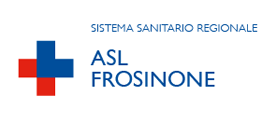 SISTEMA SANITARIO REGIONALE
ASL
FROSINONE